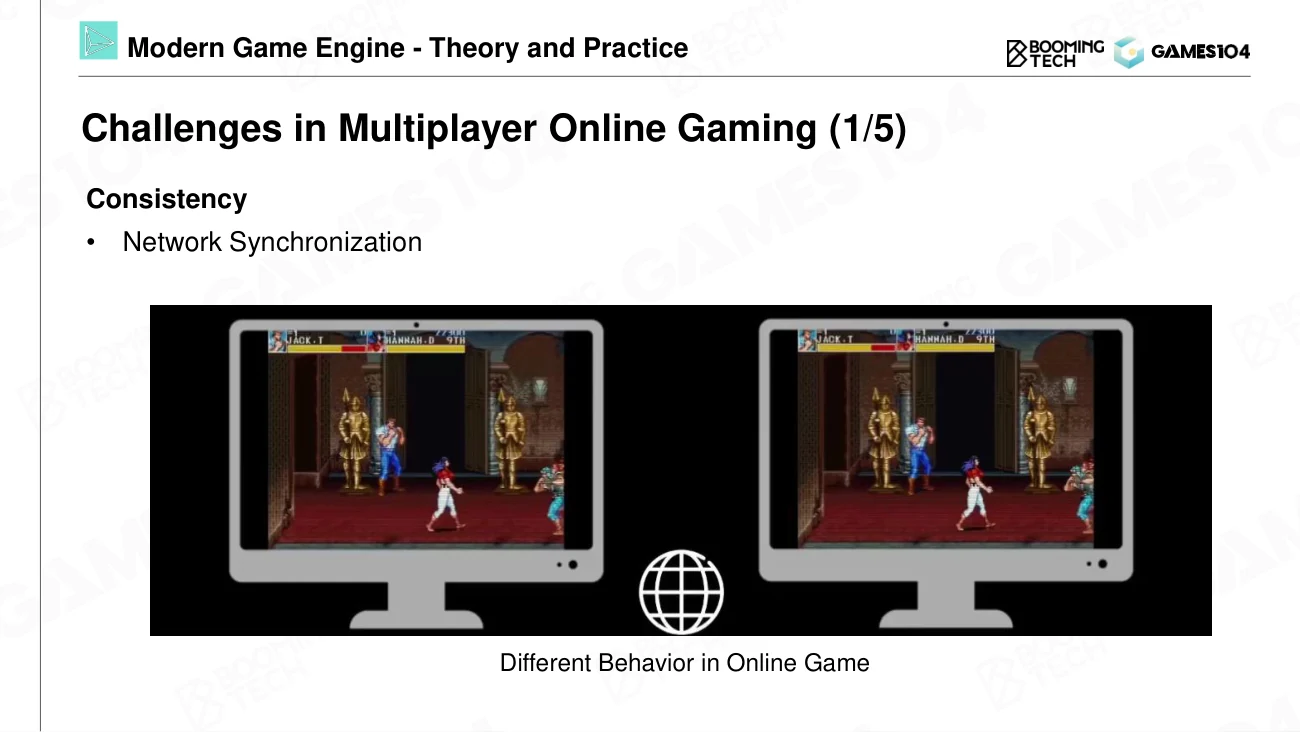 Modern Game Engine - Theory and Practice
BOOMING
TECH
GAMES104
Challenges in Multiplayer Online Gaming (1/5)
Consistency
• Network Synchronization
JACK.T
HANNAH.D 9TH
JACK.T
HANNAH.D 9TH
Different Behavior in Online Game